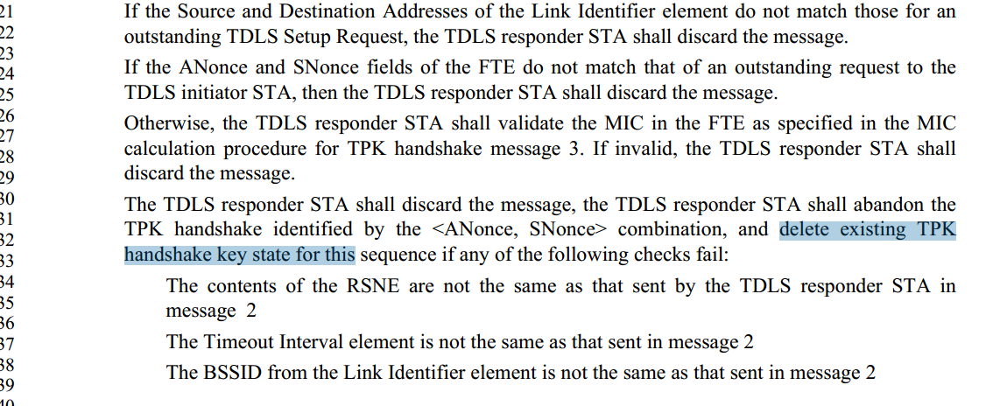 21
22
23
24
25
26
27
28
29
30
31
32
33
34
35
36
37
38
39
40
If the Source and Destination Addresses of the Link Identifier element do not match those for an
outstanding TDLS Setup Request, the TDLS responder STA shall discard the message.
If the ANonce and SNonce fields of the FTE do not match that of an outstanding request to the
TDLS initiator STA, then the TDLS responder STA shall discard the message.
Otherwise, the TDLS responder STA shall validate the MIC in the FTE as specified in the MIC
calculation procedure for TPK handshake message 3. If invalid, the TDLS responder STA shall
discard the message.
The TDLS responder STA shall discard the message, the TDLS responder STA shall abandon the
TPK handshake identified by the <ANonce, SNonce> combination, and delete existing TPK
handshake key state for this sequence if any of the following checks fail:
The contents of the RSNE are not the same as that sent by the TDLS responder STA in
message 2
The Timeout Interval element is not the same as that sent in message 2
The BSSID from the Link Identifier element is not the same as that sent in message 2